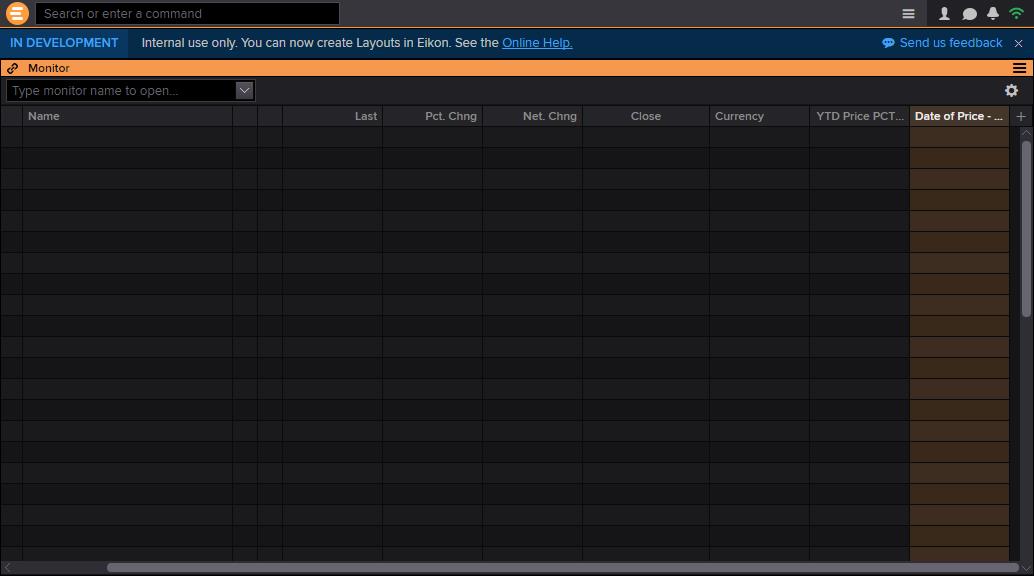 Search or enter a command
IN DEVELOPMENT Internal use only. You can now create Layouts in Eikon. See the Online Help. Send us feedback
Monitor
Type monitor name to open...
Name Last Pct. Chng Net. Chng Close Currency YTD Price PCT... Date of Price - ...